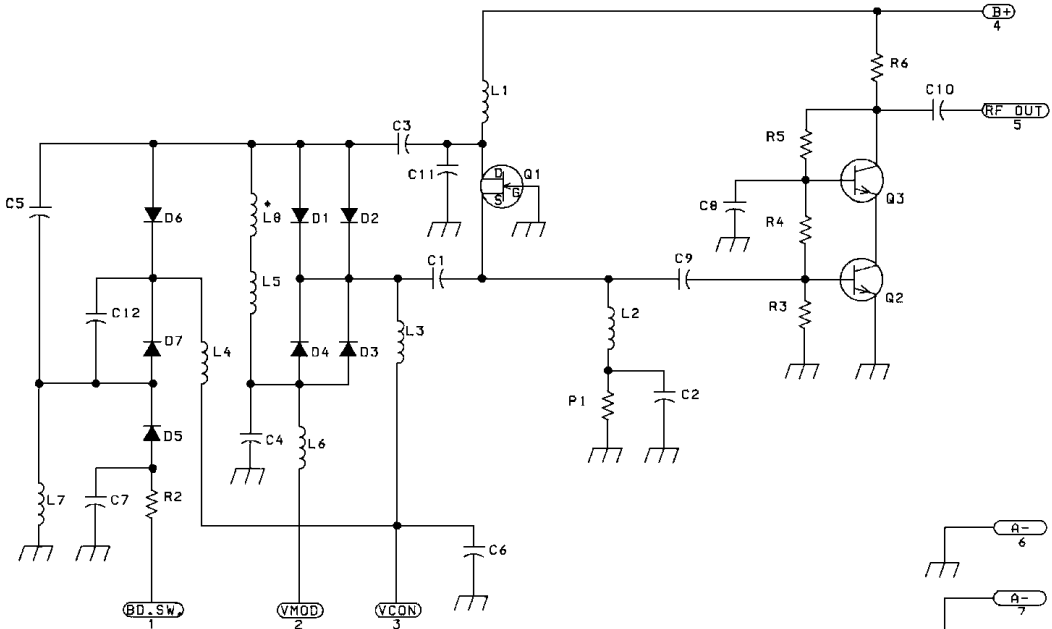 B+
4
R6
C10
RF OUT
5
L1
C3
R5
D
Q1
C11
G
S
C5
D6
L8*
D1
D2
C8
R4
Q3
C1
C9
L5
L2
Q2
C12
L3
R3
D7
L4
D4
D3
P1
C2
D5
C4
L6
L7
C7
R2
C6
A-
6
BD.SW.
1
VMOD
2
VCON
3
A-
7